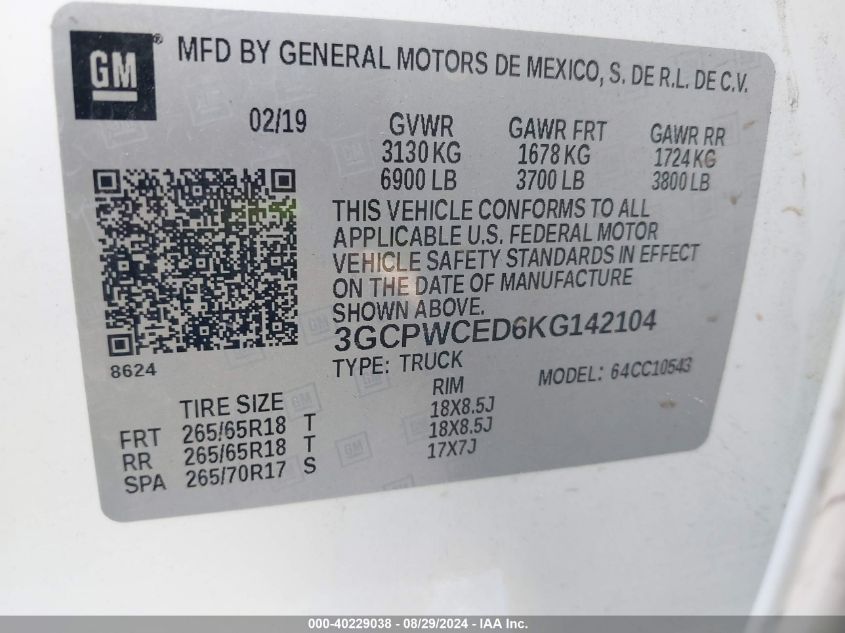 GM ® MFD BY GENERAL MOTORS DE MEXICO, S. DE R.L. DE C.V.
02/19 GVWR GAWR FRT GAWR RR
3130 KG 1678 KG 1724 KG
6900 LB 3700 LB 3800 LB
THIS VEHICLE CONFORMS TO ALL
APPLICABLE U.S. FEDERAL MOTOR
VEHICLE SAFETY STANDARDS IN EFFECT
ON THE DATE OF MANUFACTURE
SHOWN ABOVE.
3GCPWCED6KG142104
8624 TYPE: TRUCK MODEL: 64CC10543
TIRE SIZE RIM
FRT 265/65R18 T 18X8.5J
RR 265/65R18 T 18X8.5J
SPA 265/70R17 S 17X7J
000-40229038 - 08/29/2024 - IAA Inc.